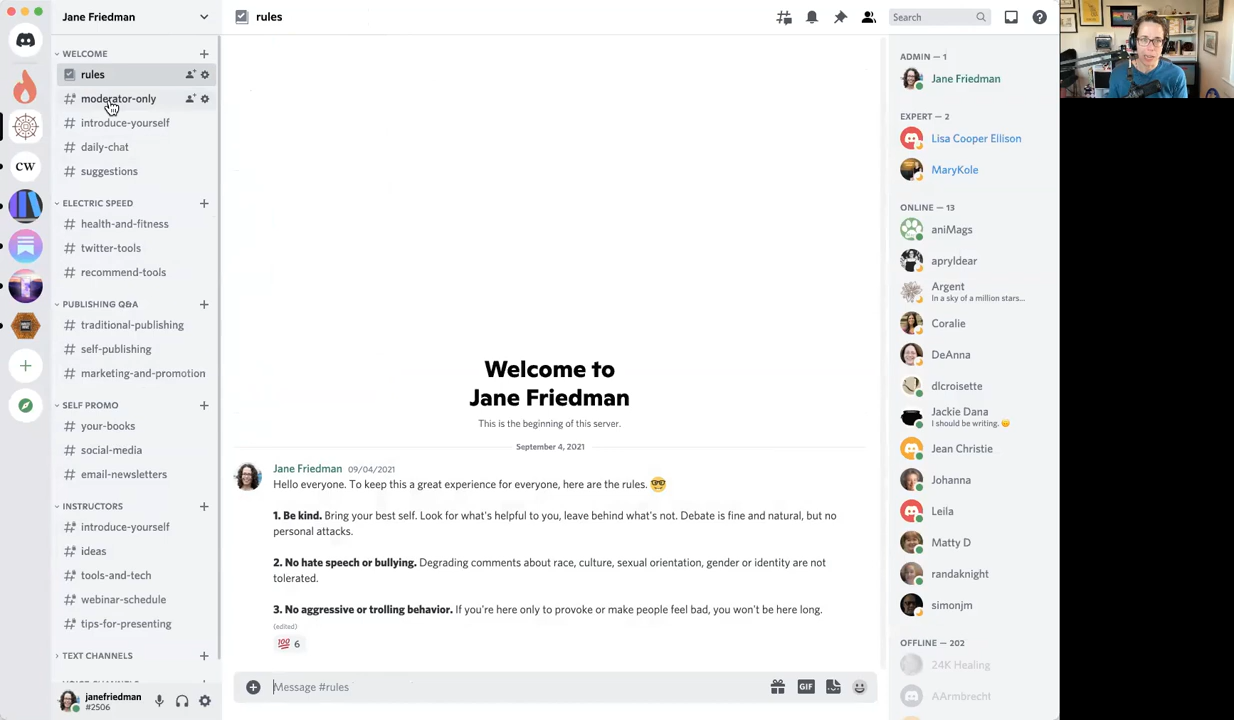 Jane Friedman
WELCOME
rules
moderator-only
introduce-yourself
daily-chat
suggestions
ELECTRIC SPEED
health-and-fitness
twitter-tools
recommend-tools
PUBLISHING Q&A
traditional-publishing
self-publishing
marketing-and-promotion
SELF PROMO
your-books
social-media
email-newsletters
INSTRUCTORS
introduce-yourself
ideas
tools-and-tech
webinar-schedule
tips-for-presenting
TEXT CHANNELS
janefriedman
#2506
CW
rules
Search
Welcome to
Jane Friedman
This is the beginning of this server.
September 4, 2021
Jane Friedman 09/04/2021
Hello everyone. To keep this a great experience for everyone, here are the rules. 🤓
1. Be kind. Bring your best self. Look for what's helpful to you, leave behind what's not. Debate is fine and natural, but no
personal attacks.
2. No hate speech or bullying. Degrading comments about race, culture, sexual orientation, gender or identity are not
tolerated.
3. No aggressive or trolling behavior. If you're here only to provoke or make people feel bad, you won't be here long.
(edited)
💯 6
Message #rules
GIF
ADMIN — 1
Jane Friedman
EXPERT — 2
Lisa Cooper Ellison
MaryKole
ONLINE — 13
aniMags
apryldear
Argent
In a sky of a million stars...
Coralie
DeAnna
dlcroisette
Jackie Dana
I should be writing. 😁
Jean Christie
Johanna
Leila
Matty D
randaknight
simonjm
OFFLINE — 202
24K Healing
AArmbrecht